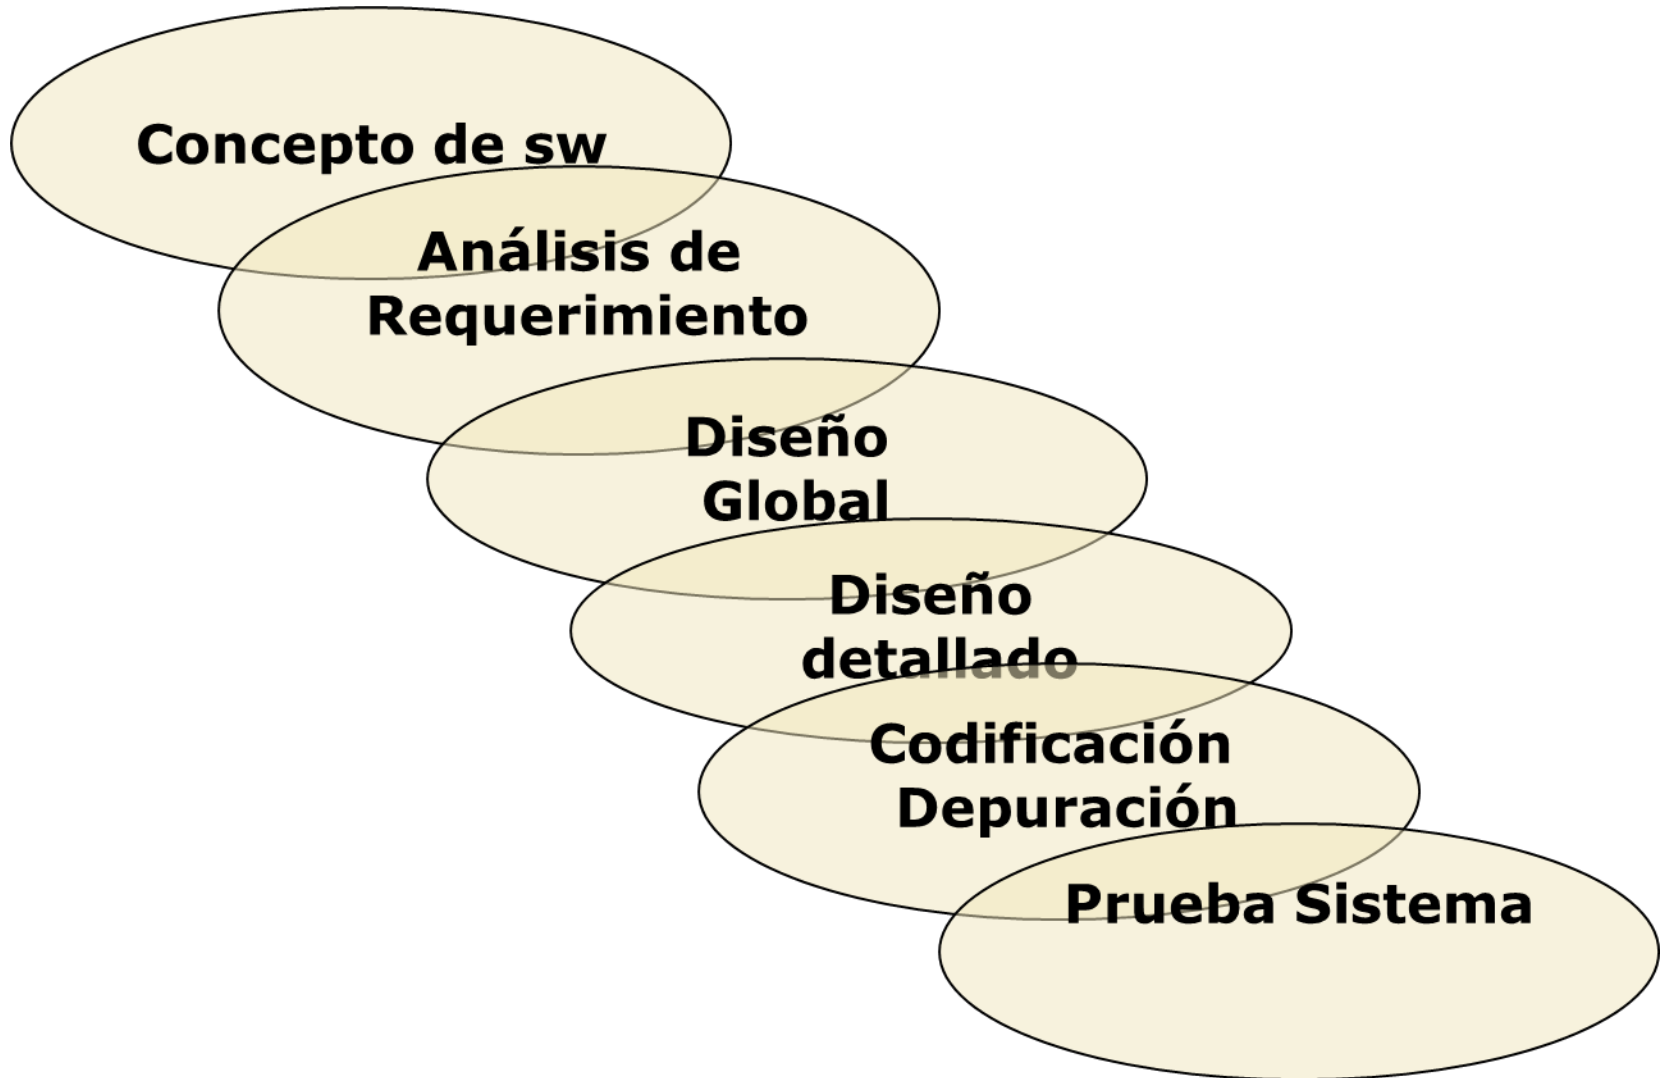 Concepto de sw
Análisis de
Requerimiento
Diseño
Global
Diseño
detallado
Codificación
Depuración
Prueba Sistema